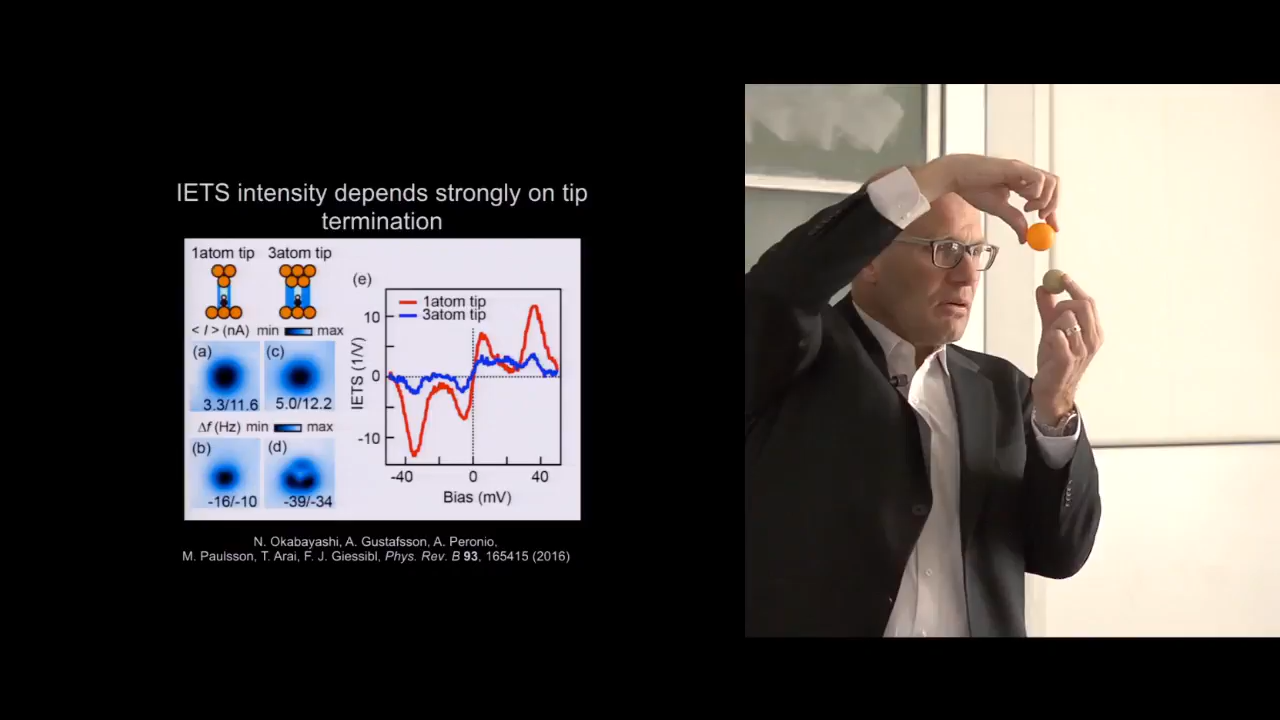 IETS intensity depends strongly on tip
termination
1atom tip
3atom tip
< I > (nA) min max
(a)
3.3/11.6
(c)
5.0/12.2
Δf (Hz) min max
(b)
-16/-10
(d)
-39/-34
(e)
1atom tip
3atom tip
IETS (1/V)
10
0
-10
-40 0 40
Bias (mV)
N. Okabayashi, A. Gustafsson, A. Peronio,
M. Paulsson, T. Arai, F. J. Giessibl, Phys. Rev. B 93, 165415 (2016)